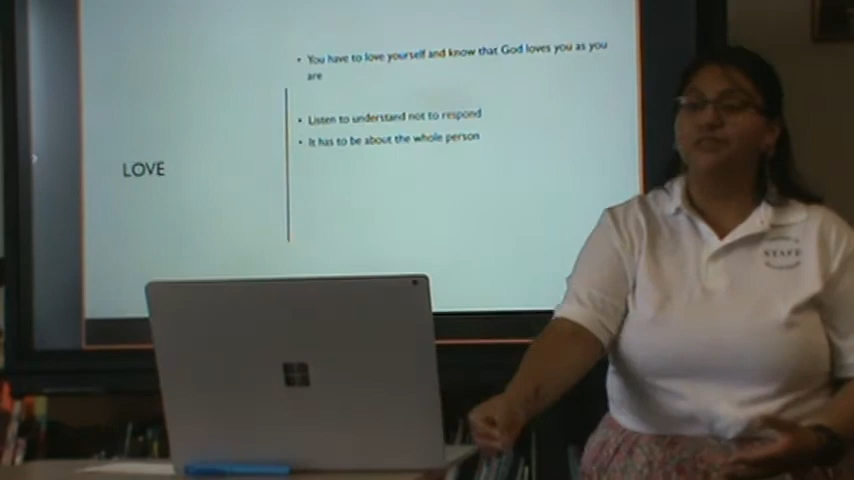 • You have to love yourself and know that God loves you as you
are
• Listen to understand not to respond
• It has to be about the whole person
LOVE
STAFF